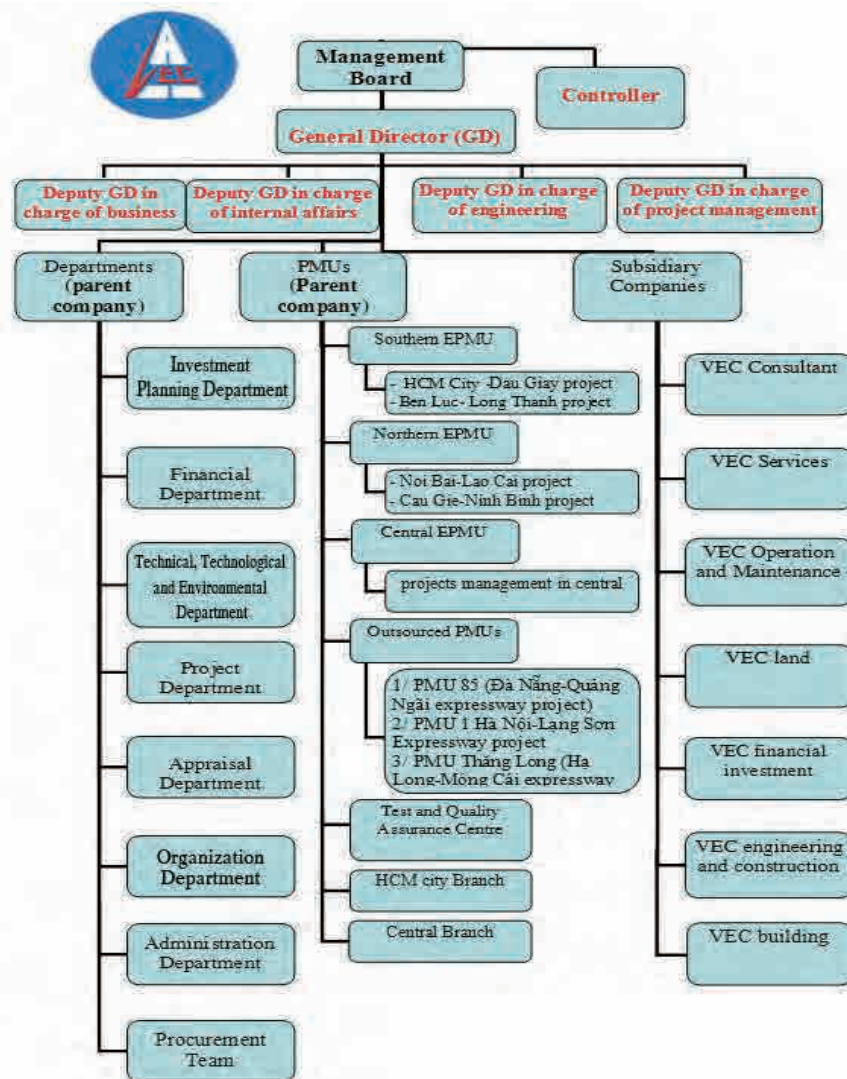 VEC
Management
Board
Controller
General Director (GD)
Deputy GD in
charge of business
Deputy GD in charge
of internal affairs
Deputy GD in charge
of engineering
Deputy GD in charge
of project management
Departments
(parent
company)
Investment
Planning Department
Financial
Department
Technical, Technological
and Environmental
Department
Project
Department
Appraisal
Department
Organization
Department
Administration
Department
Procurement
Team
PMUs
(Parent
company)
Southern EPMU
- HCM City -Dau Giay project
- Ben Luc- Long Thanh project
Northern EPMU
- Noi Bai-Lao Cai project
- Cau Gie-Ninh Binh project
Central EPMU
projects management in central
Outsourced PMUs
1/ PMU 85 (Đà Nẵng-Quảng
Ngãi expressway project)
2/ PMU 1 Hà Nội-Lạng Sơn
Expressway project
3/ PMU Thăng Long (Hạ
Long-Móng Cái expressway
Test and Quality
Assurance Centre
HCM city Branch
Central Branch
Subsidiary
Companies
VEC Consultant
VEC Services
VEC Operation
and Maintenance
VEC land
VEC financial
investment
VEC engineering
and construction
VEC building